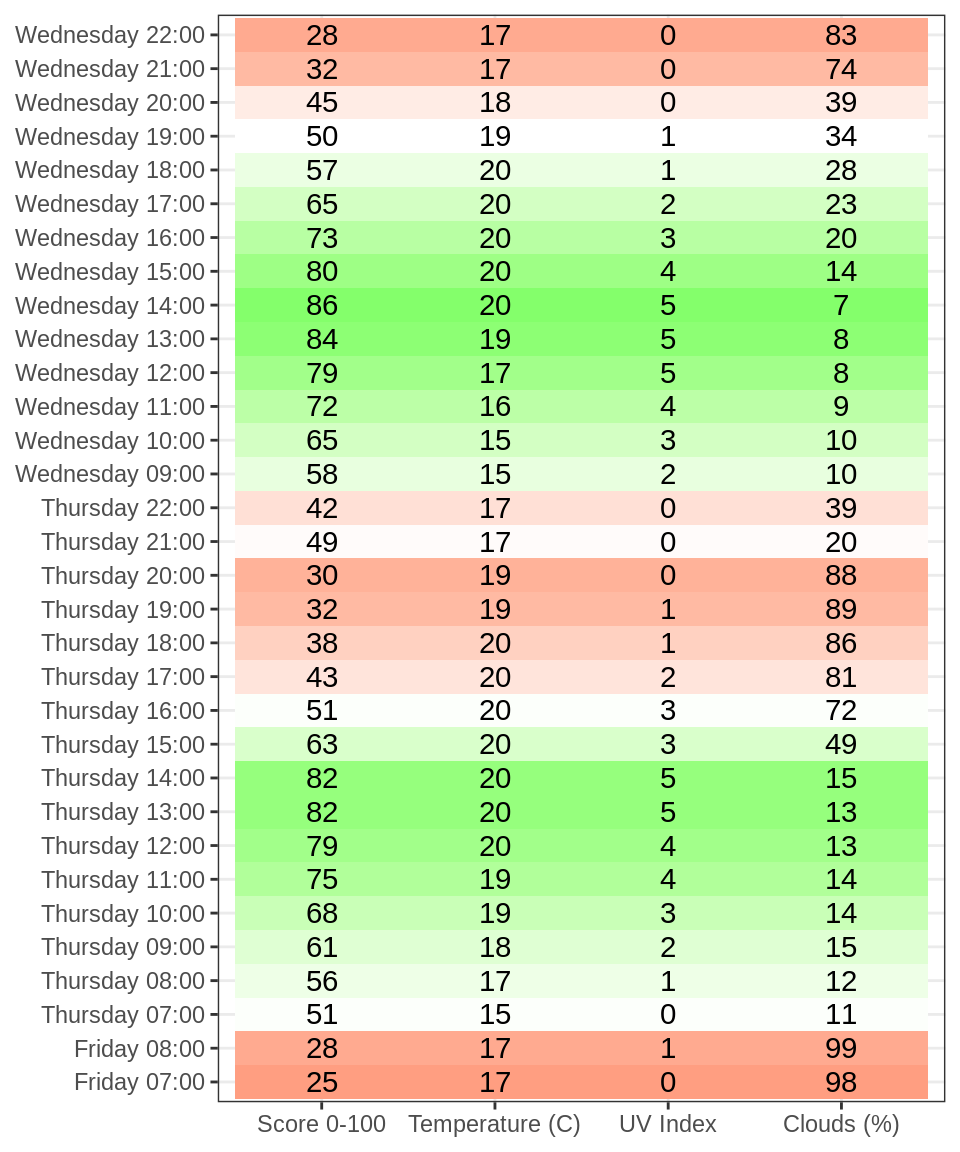 Wednesday 22:00 28 17 0 83
Wednesday 21:00 32 17 0 74
Wednesday 20:00 45 18 0 39
Wednesday 19:00 50 19 1 34
Wednesday 18:00 57 20 1 28
Wednesday 17:00 65 20 2 23
Wednesday 16:00 73 20 3 20
Wednesday 15:00 80 20 4 14
Wednesday 14:00 86 20 5 7
Wednesday 13:00 84 19 5 8
Wednesday 12:00 79 17 5 8
Wednesday 11:00 72 16 4 9
Wednesday 10:00 65 15 3 10
Wednesday 09:00 58 15 2 10
Thursday 22:00 42 17 0 39
Thursday 21:00 49 17 0 20
Thursday 20:00 30 19 0 88
Thursday 19:00 32 19 1 89
Thursday 18:00 38 20 1 86
Thursday 17:00 43 20 2 81
Thursday 16:00 51 20 3 72
Thursday 15:00 63 20 3 49
Thursday 14:00 82 20 5 15
Thursday 13:00 82 20 5 13
Thursday 12:00 79 20 4 13
Thursday 11:00 75 19 4 14
Thursday 10:00 68 19 3 14
Thursday 09:00 61 18 2 15
Thursday 08:00 56 17 1 12
Thursday 07:00 51 15 0 11
Friday 08:00 28 17 1 99
Friday 07:00 25 17 0 98
Score 0-100 Temperature (C) UV Index Clouds (%)